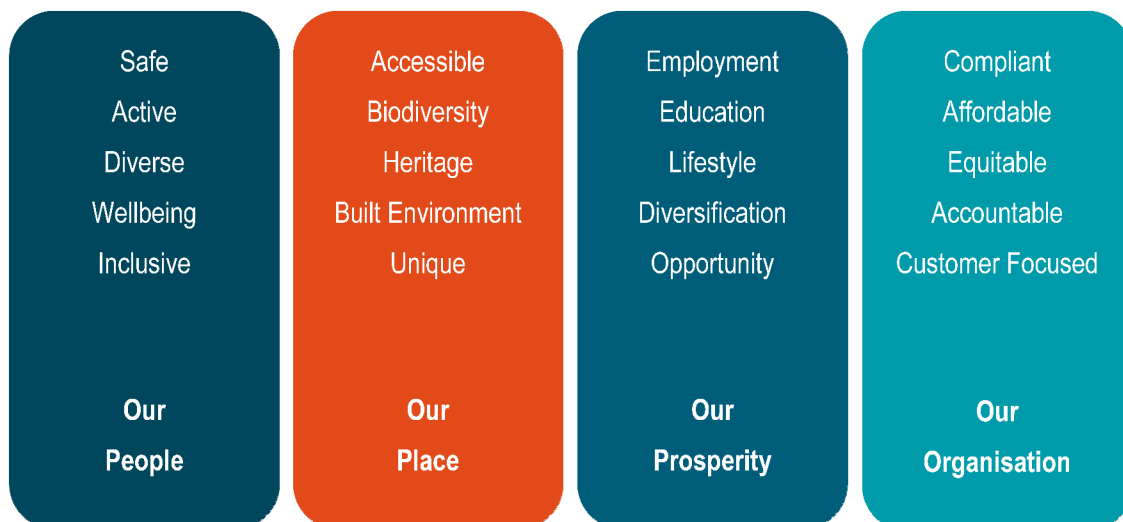 Safe
Active
Diverse
Wellbeing
Inclusive
Our
People
Accessible
Biodiversity
Heritage
Built Environment
Unique
Our
Place
Employment
Education
Lifestyle
Diversification
Opportunity
Our
Prosperity
Compliant
Affordable
Equitable
Accountable
Customer Focused
Our
Organisation